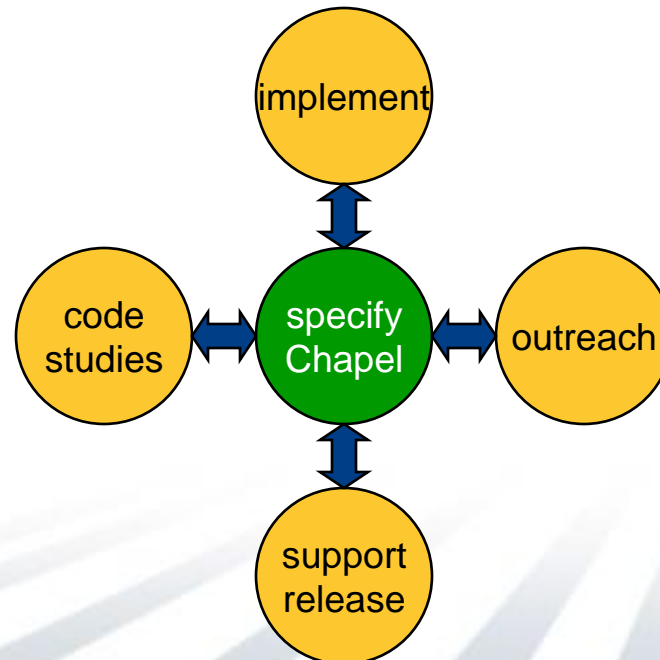 implement
code
studies
specify
Chapel
outreach
support
release